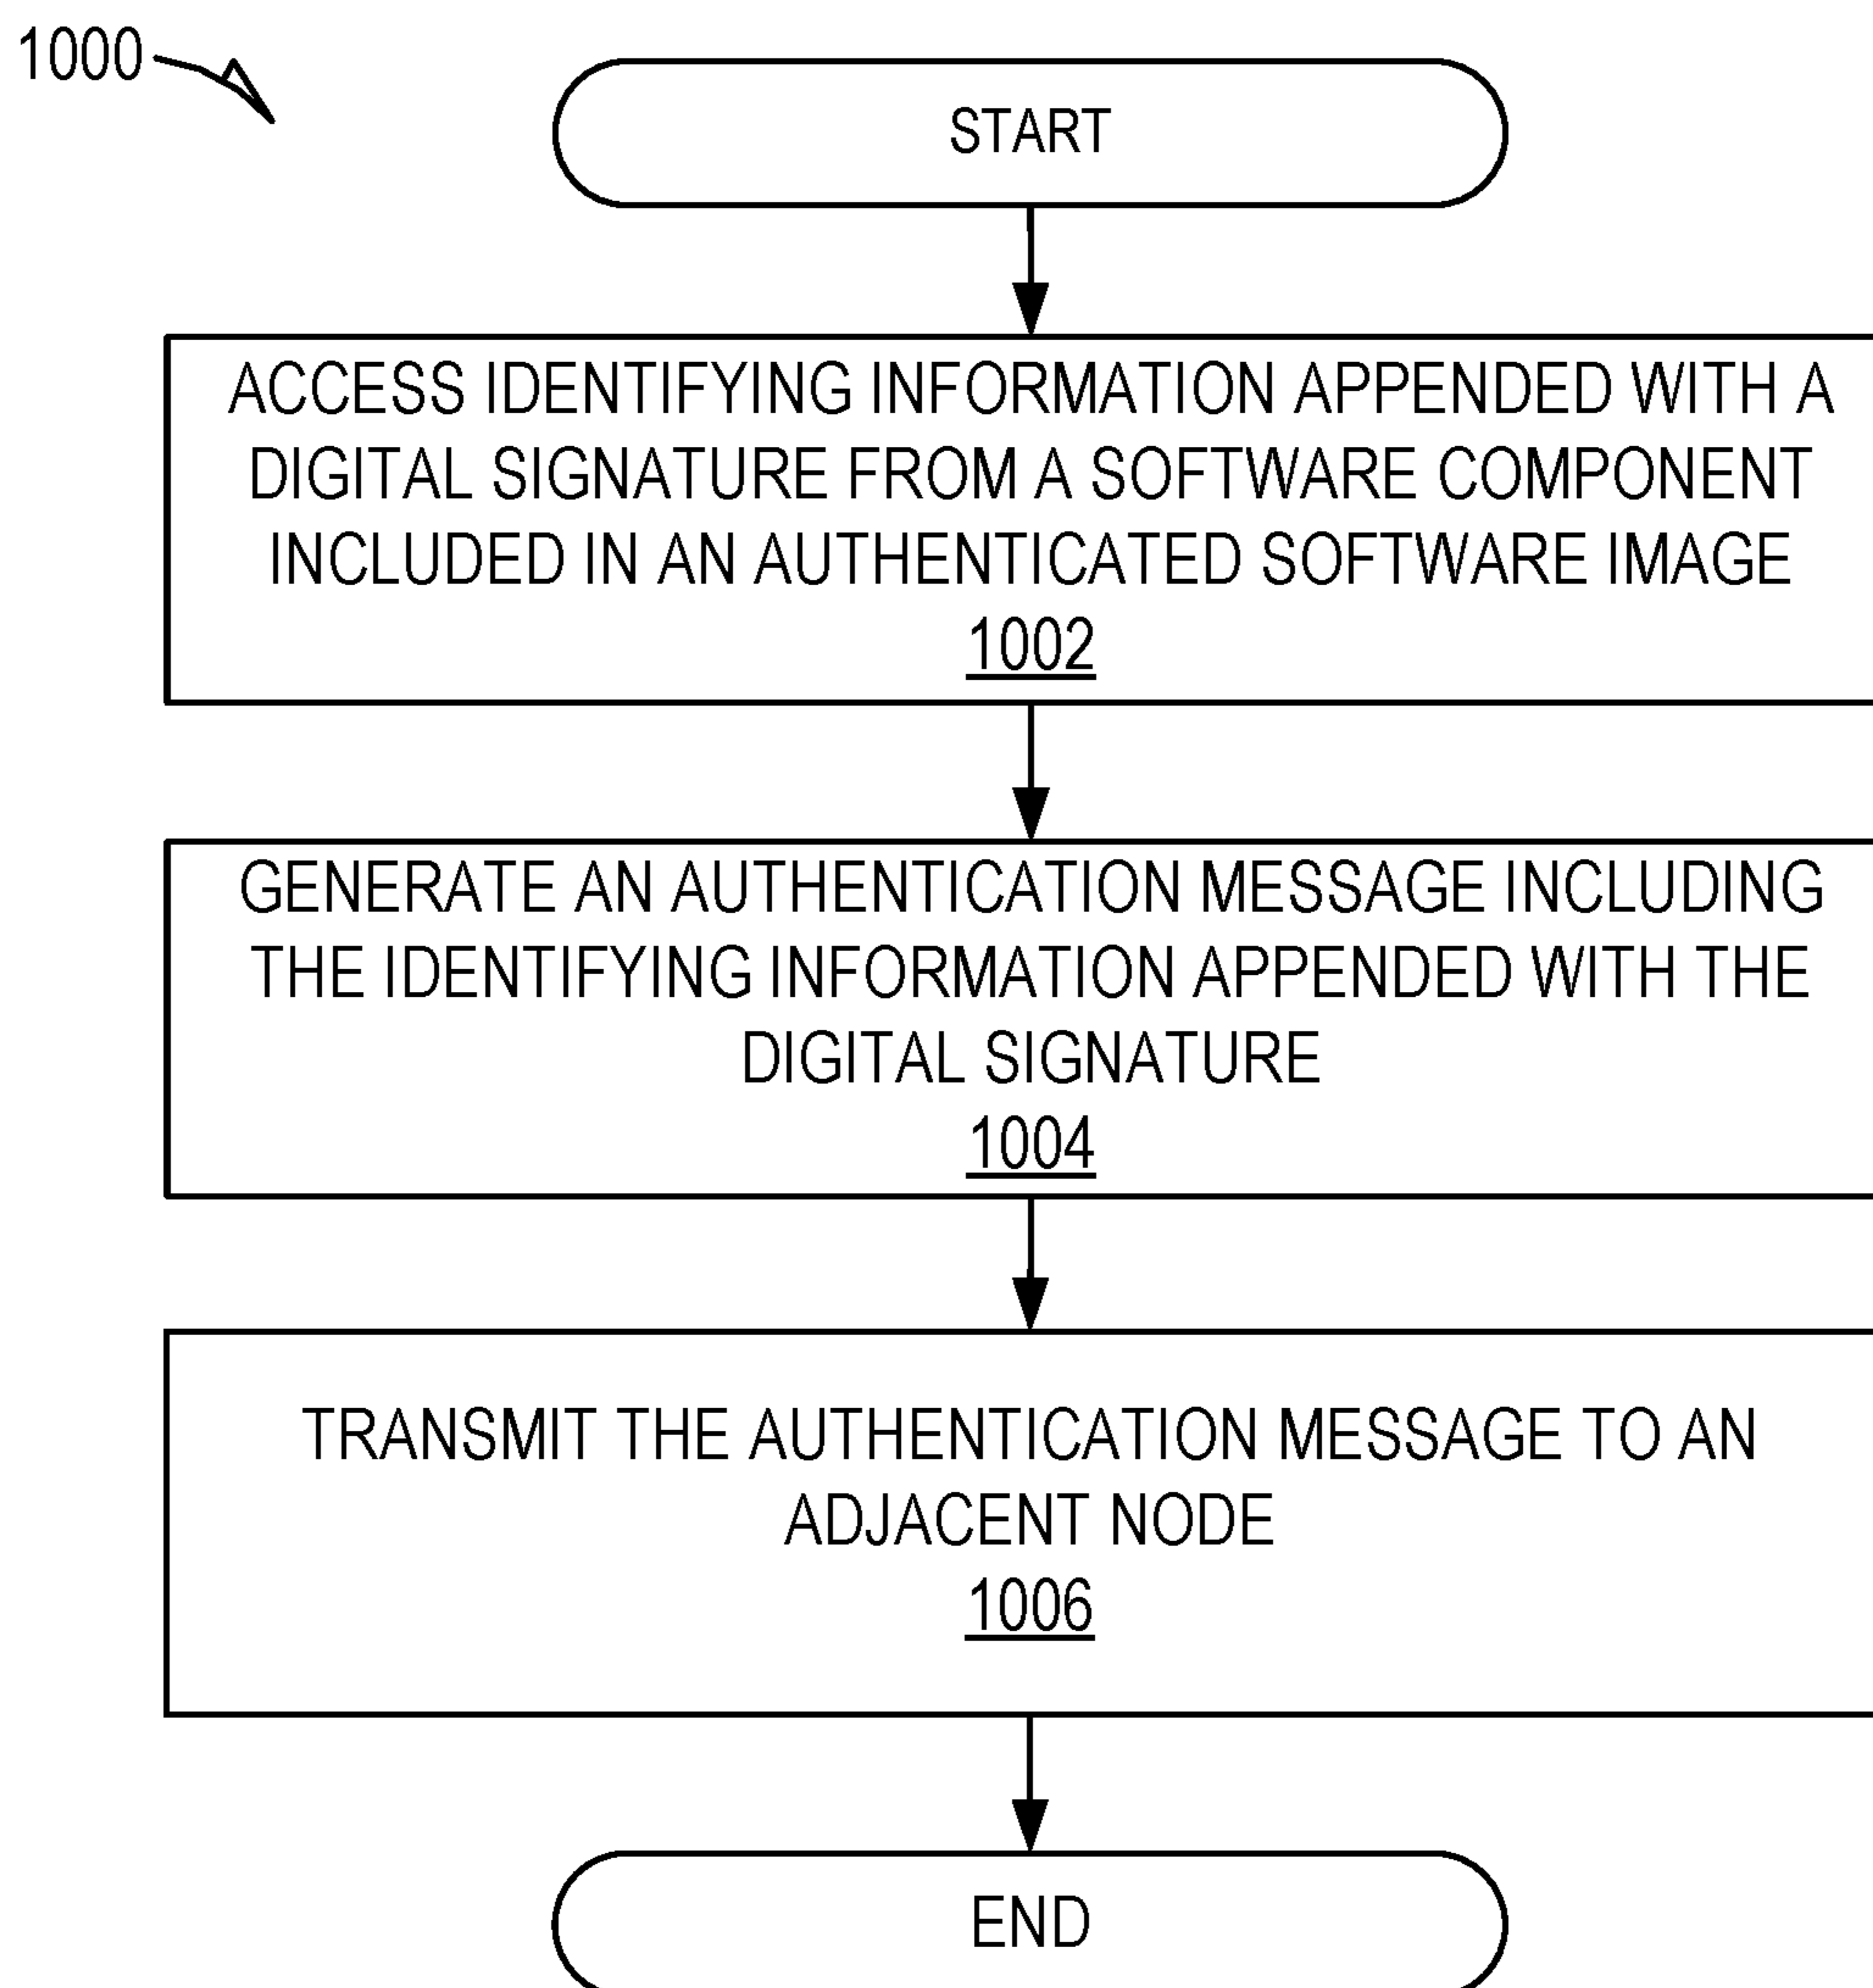 1000
START
ACCESS IDENTIFYING INFORMATION APPENDED WITH A
DIGITAL SIGNATURE FROM A SOFTWARE COMPONENT
INCLUDED IN AN AUTHENTICATED SOFTWARE IMAGE
1002
GENERATE AN AUTHENTICATION MESSAGE INCLUDING
THE IDENTIFYING INFORMATION APPENDED WITH THE
DIGITAL SIGNATURE
1004
TRANSMIT THE AUTHENTICATION MESSAGE TO AN
ADJACENT NODE
1006
END